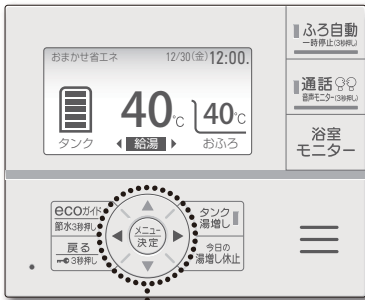 おまかせ省エネ 12/30(金)12:00.
40℃ 40℃
タンク 給湯 おふろ
ふろ自動
一時停止(3秒押し)
通話
音声モニター(3秒押し)
浴室
モニター
ecoガイド
節水3秒押し
戻る
3秒押し
メニュー
決定
タンク
湯増し
今日の
湯増し休止